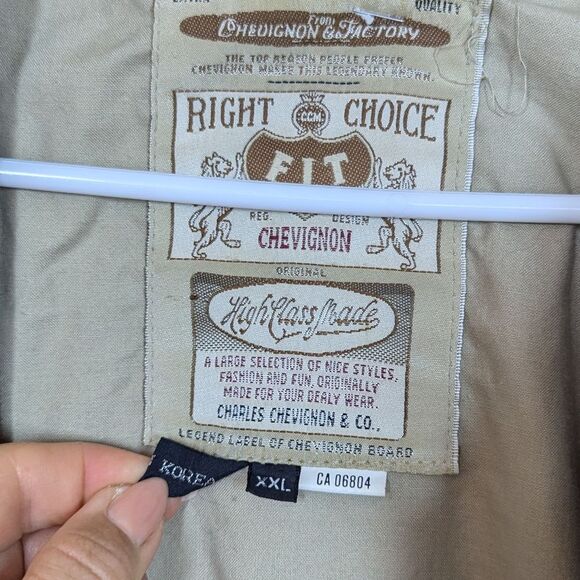 QUALITY
From
CHEVIGNON & FACTORY
THE TOP REASON PEOPLE PREFER
CHEVIGNON MAKES THIS LEGENDARY KNOWN.
RIGHT CHOICE
CCM
FIT
REG. DESIGN
CHEVIGNON
ORIGINAL
High Class Made
A LARGE SELECTION OF NICE STYLES.
FASHION AND FUN, ORIGINALLY
MADE FOR YOUR DEALY WEAR.
CHARLES CHEVIGNON & CO.,
LEGEND LABEL OF CHEVIGNON BOARD
KOREA
XXL
CA 06804